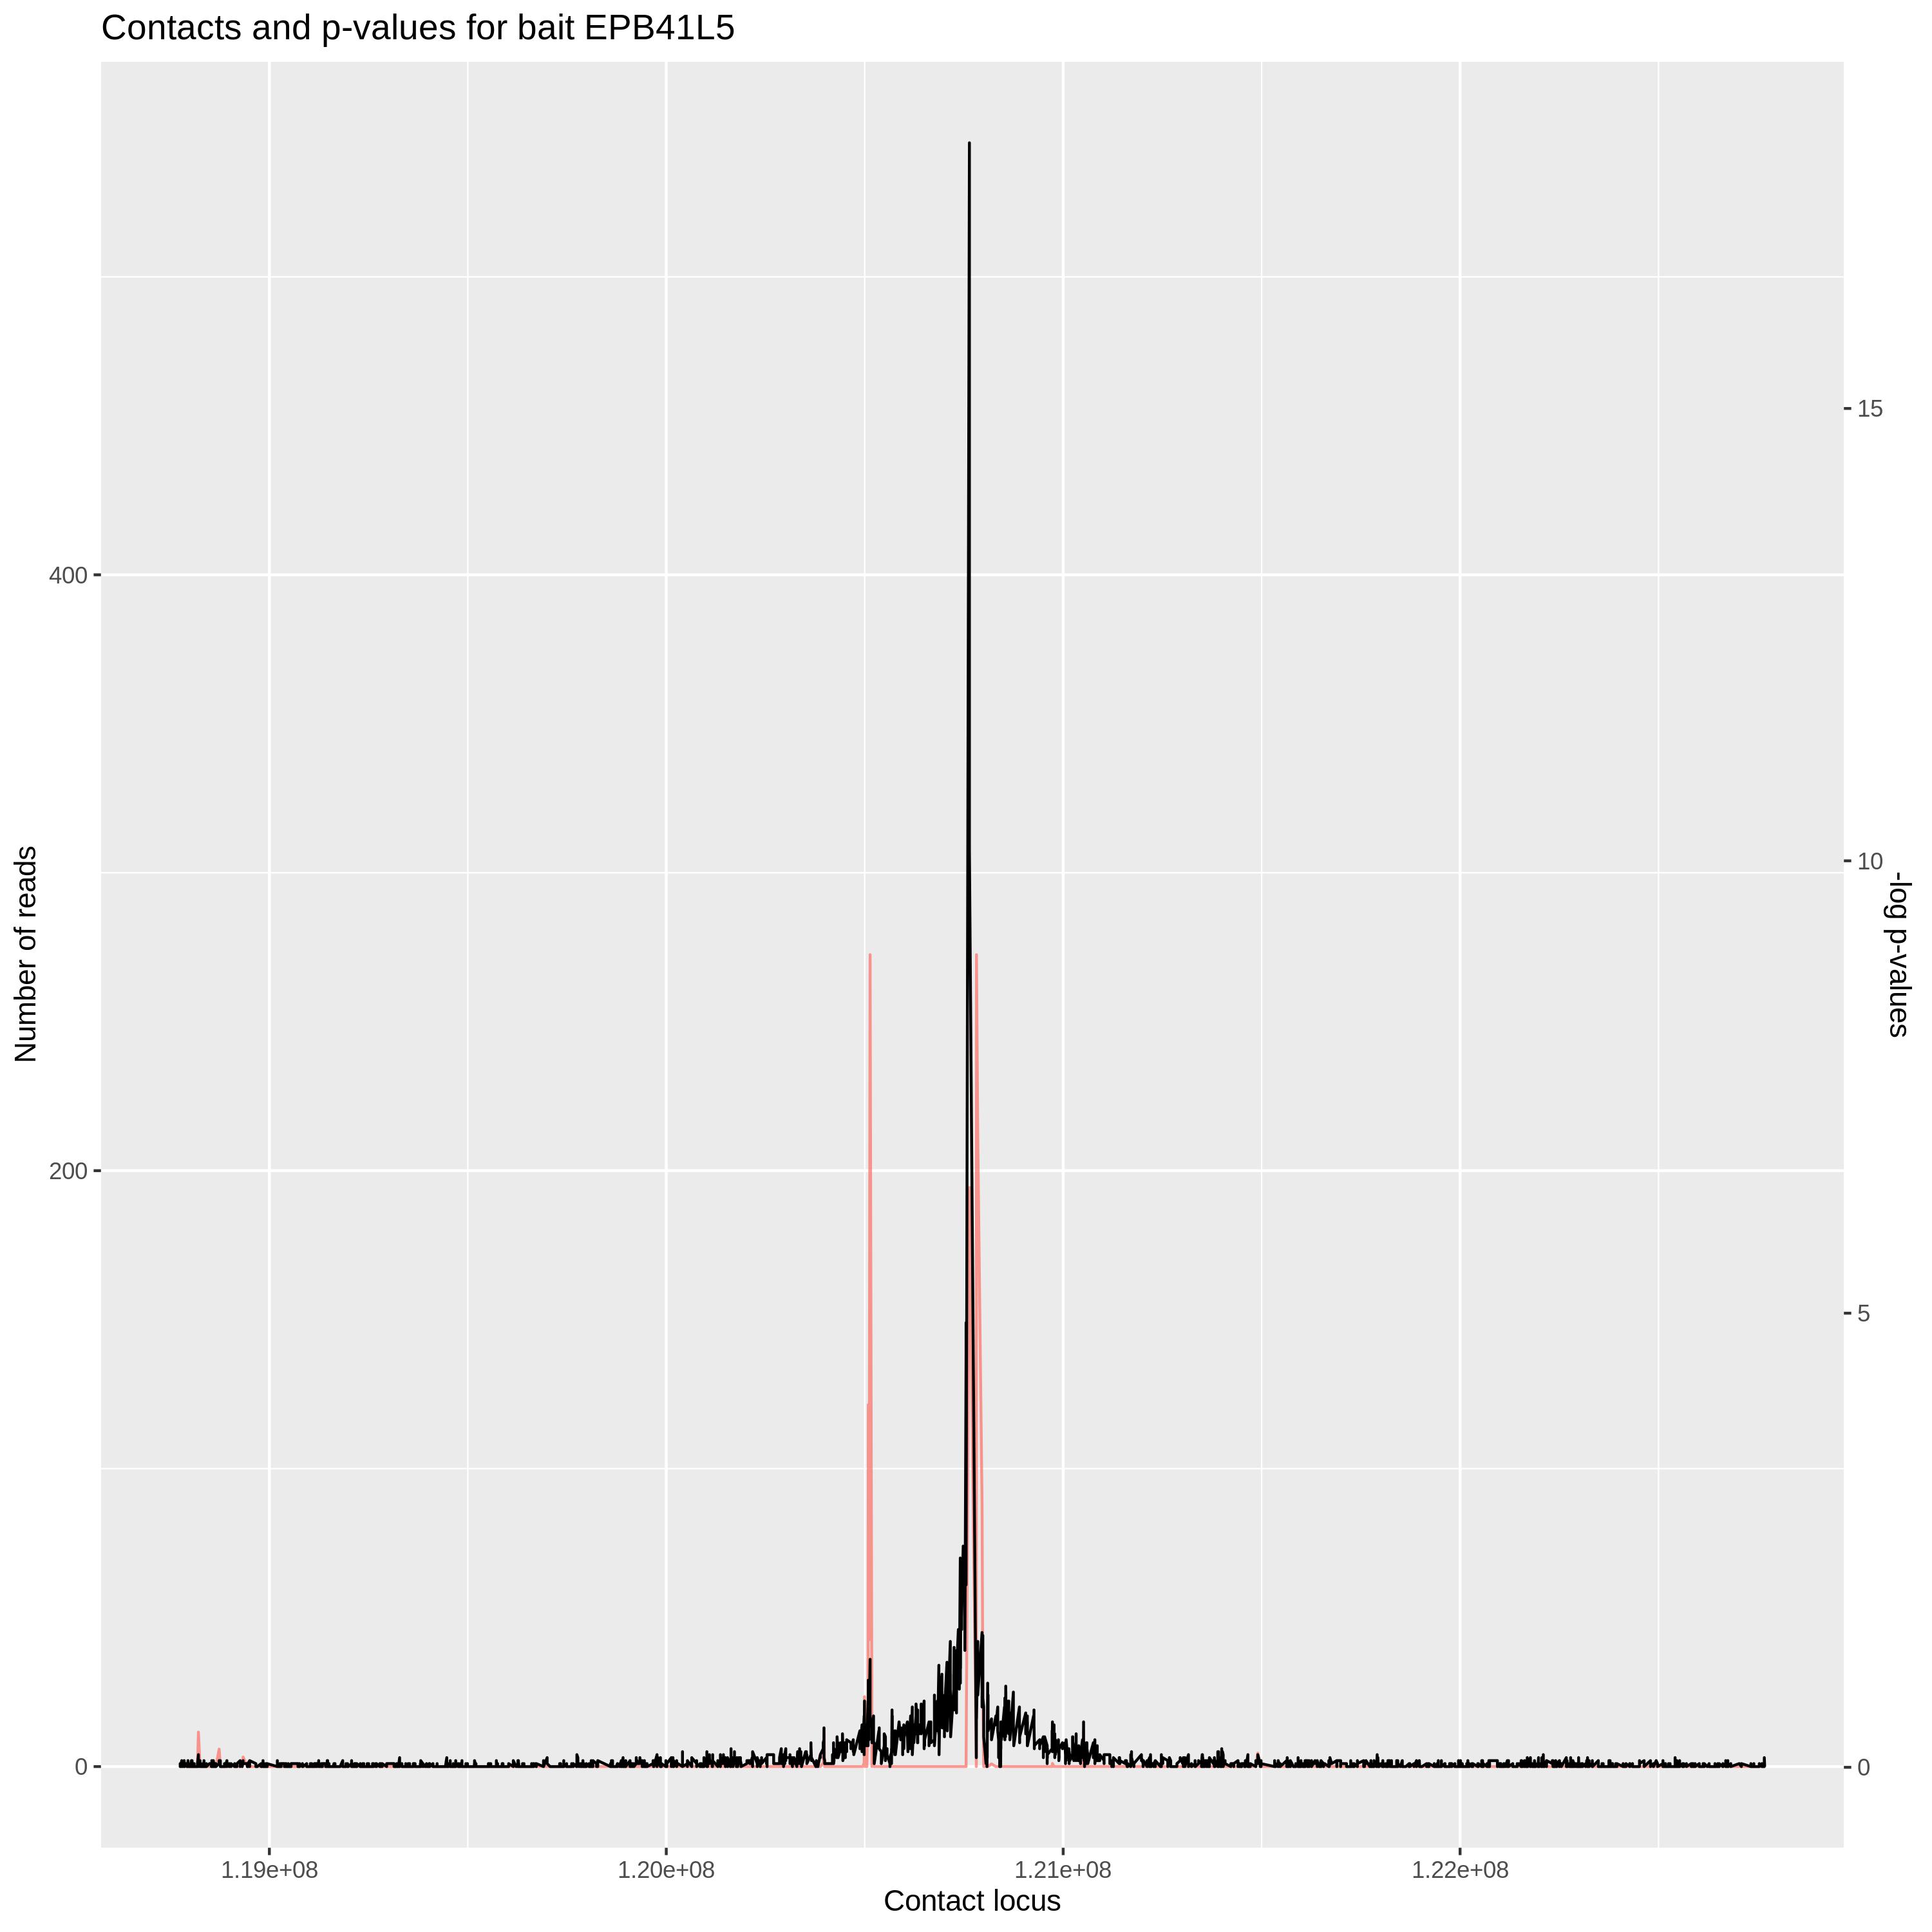 Contacts and p-values for bait EPB41L5
Number of reads
400
200
0
15
10
5
0
-log p-values
1.19e+08
1.20e+08
1.21e+08
1.22e+08
Contact locus